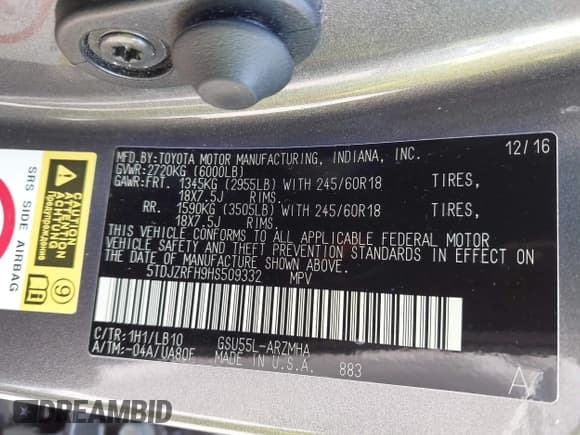 MFD.BY:TOYOTA MOTOR MANUFACTURING, INDIANA, INC. 12/16
GVWR:2720KG (6000LB)
GAWR:FRT. 1345KG (2955LB) WITH 245/60R18 TIRES,
18X7.5J RIMS.
RR. 1590KG (3505LB) WITH 245/60R18 TIRES,
18X7.5J RIMS.
THIS VEHICLE CONFORMS TO ALL APPLICABLE FEDERAL MOTOR
VEHICLE SAFETY AND THEFT PREVENTION STANDARDS IN EFFECT ON
THE DATE OF MANUFACTURE SHOWN ABOVE.
5TDJZRFH9HS509332 MPV
C/TR:1H1/LB10 GSU55L-ARZMHA
A/TM:-04A/UA80F MADE IN U.S.A. 883
A
SRS SIDE AIRBAG
CAUTION
ATTENTION
Предупреждение
9
DREAMBID